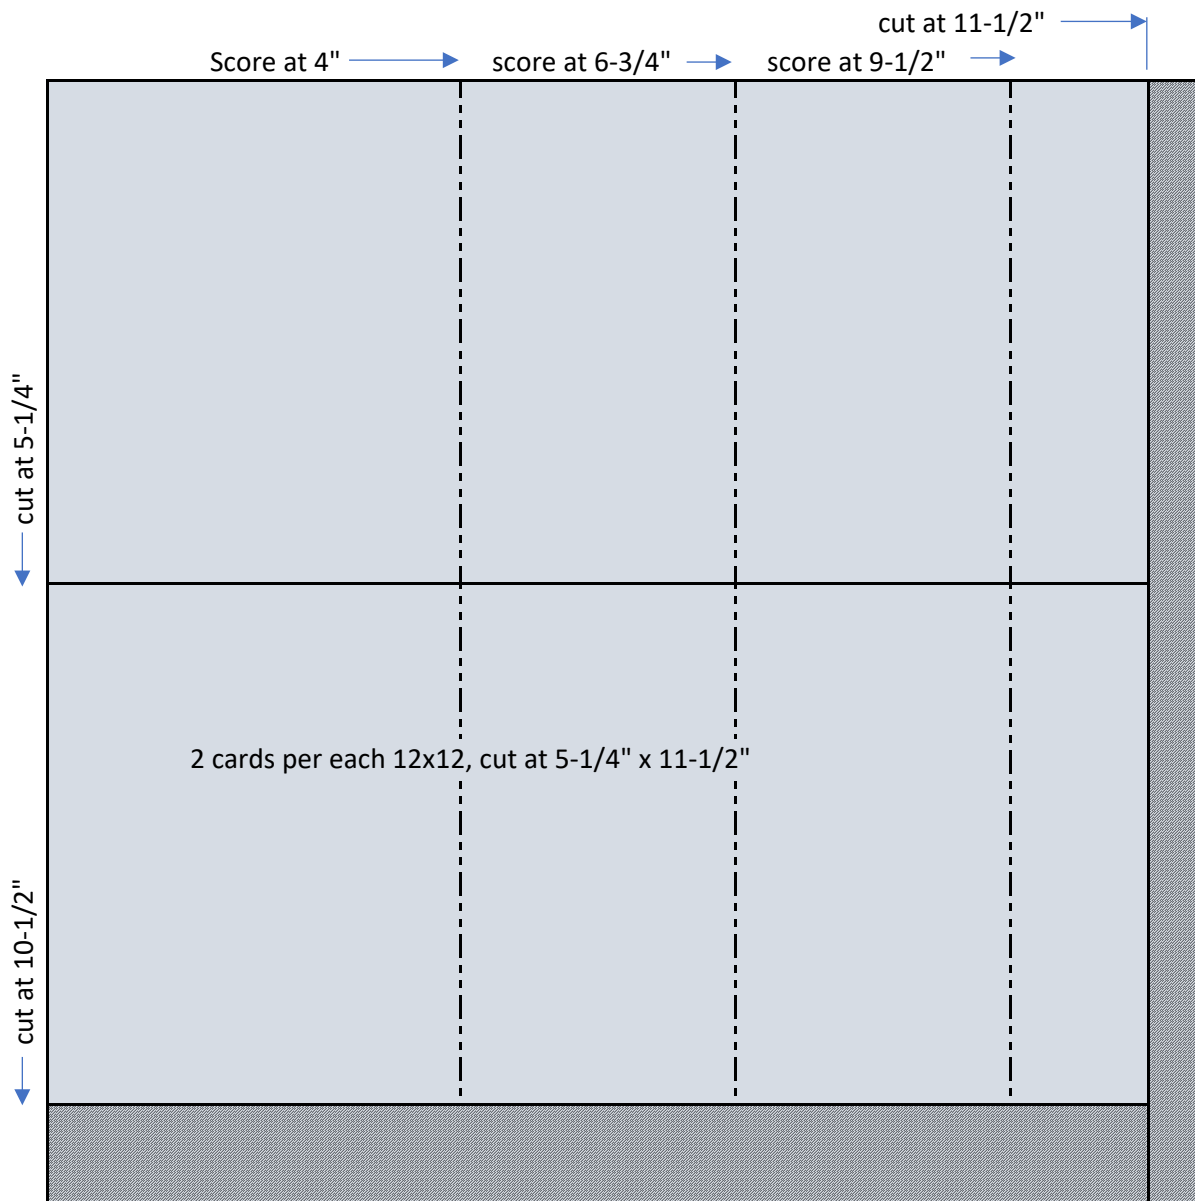 cut at 11-1/2"
Score at 4"
score at 6-3/4"
score at 9-1/2"
cut at 5-1/4"
2 cards per each 12x12, cut at 5-1/4" x 11-1/2"
cut at 10-1/2"